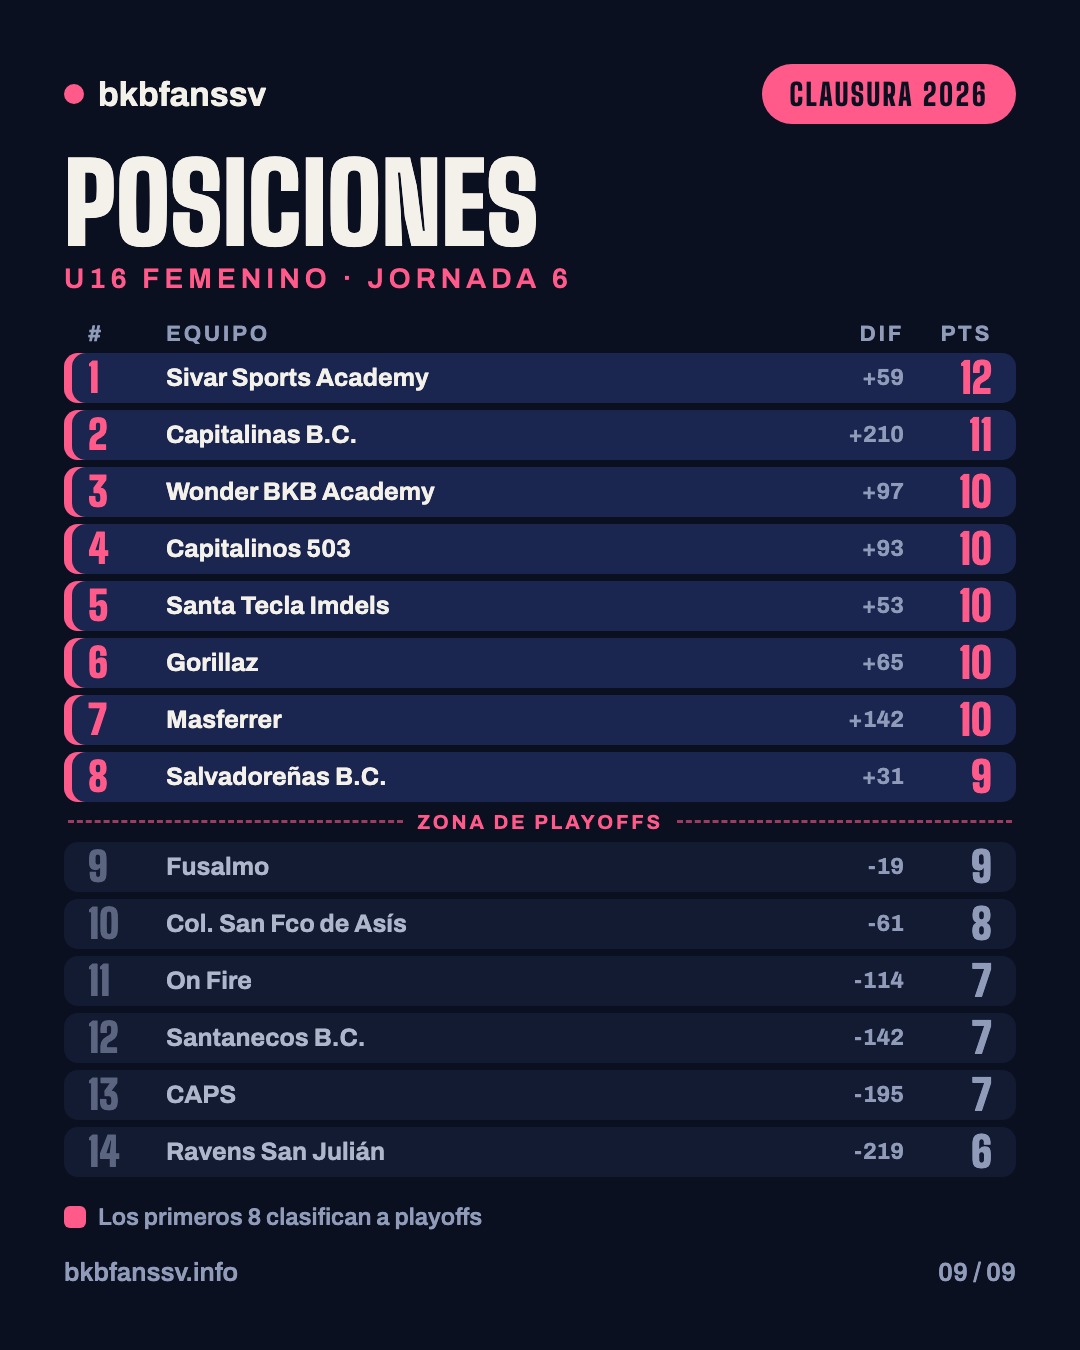 bkbfanssv
CLAUSURA 2026
POSICIONES
U16 FEMENINO · JORNADA 6
# EQUIPO DIF PTS
1 Sivar Sports Academy +59 12
2 Capitalinas B.C. +210 11
3 Wonder BKB Academy +97 10
4 Capitalinos 503 +93 10
5 Santa Tecla Imdels +53 10
6 Gorillaz +65 10
7 Masferrer +142 10
8 Salvadoreñas B.C. +31 9
ZONA DE PLAYOFFS
9 Fusalmo -19 9
10 Col. San Fco de Asís -61 8
11 On Fire -114 7
12 Santanecos B.C. -142 7
13 CAPS -195 7
14 Ravens San Julián -219 6
Los primeros 8 clasifican a playoffs
bkbfanssv.info 09 / 09